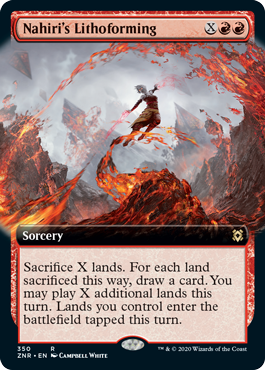 Nahiri's Lithoforming XRR
Sorcery
Sacrifice X lands. For each land
sacrificed this way, draw a card. You
may play X additional lands this
turn. Lands you control enter the
battlefield tapped this turn.
350 R
ZNR • EN CAMPBELL WHITE
™ & © 2020 Wizards of the Coast